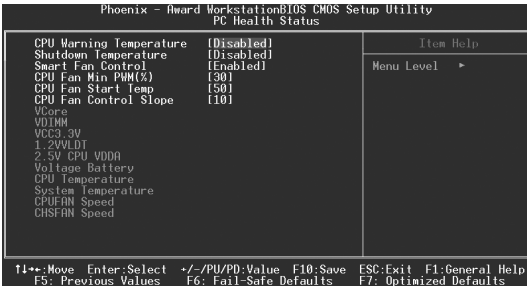 Phoenix - Award WorkstationBIOS CMOS Setup Utility
PC Health Status
CPU Warning Temperature [Disabled]
Shutdown Temperature [Disabled]
Smart Fan Control [Enabled]
CPU Fan Min PWM(%) [30]
CPU Fan Start Temp [50]
CPU Fan Control Slope [10]
VCore
VDIMM
VCC3.3V
1.2VVLDT
2.5V CPU VDDA
Voltage Battery
CPU Temperature
System Temperature
CPUFAN Speed
CHSFAN Speed
Item Help
Menu Level ►
↑↓→←:Move Enter:Select +/-/PU/PD:Value F10:Save ESC:Exit F1:General Help
F5: Previous Values F6: Fail-Safe Defaults F7: Optimized Defaults